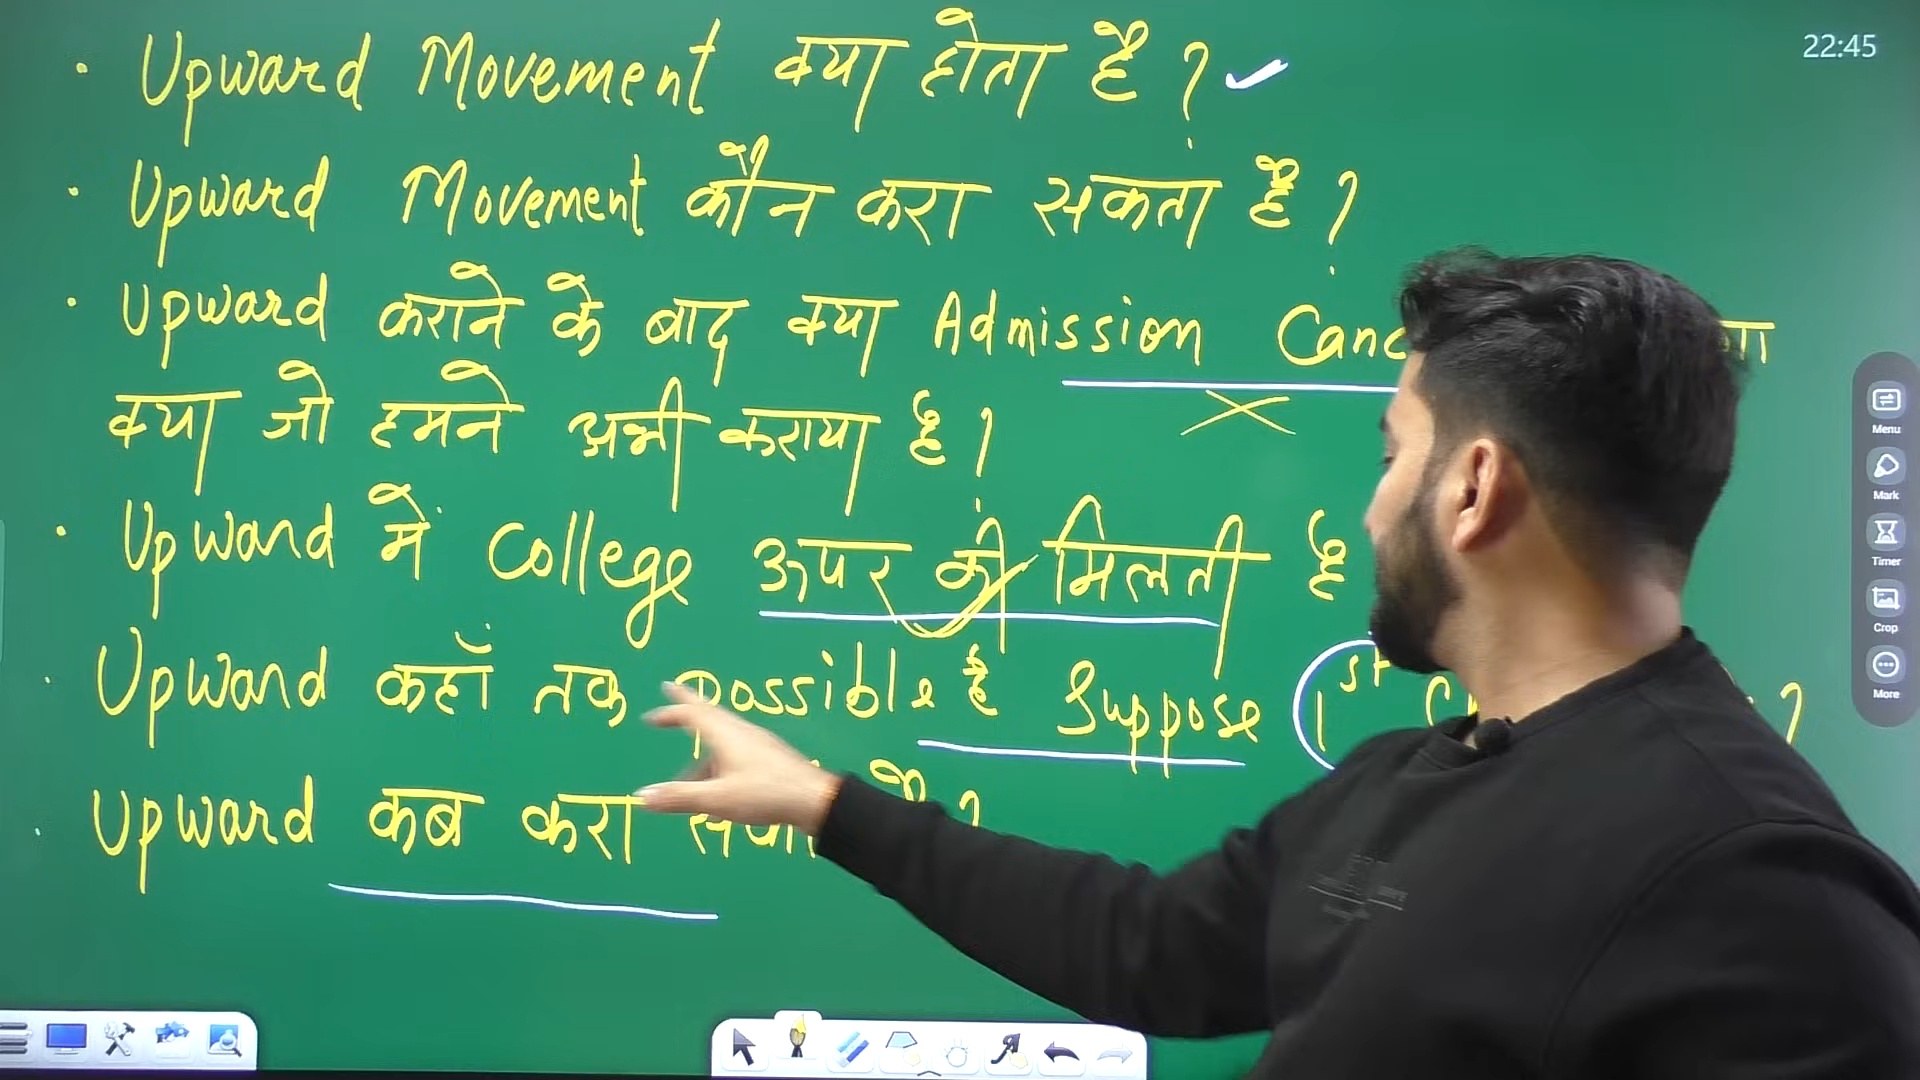 22:45
Upward Movement क्या होता है ?
Upward Movement कौन करा सकता है ?
Upward कराने के बाद क्या Admission
क्या जो हमने अभी कराया है ?
Upward में College ऊपर की मिलती है
Upward कहाँ तक possible है Suppose 1st ?
Upward कब करा ?
Menu
Mark
Timer
Crop
More